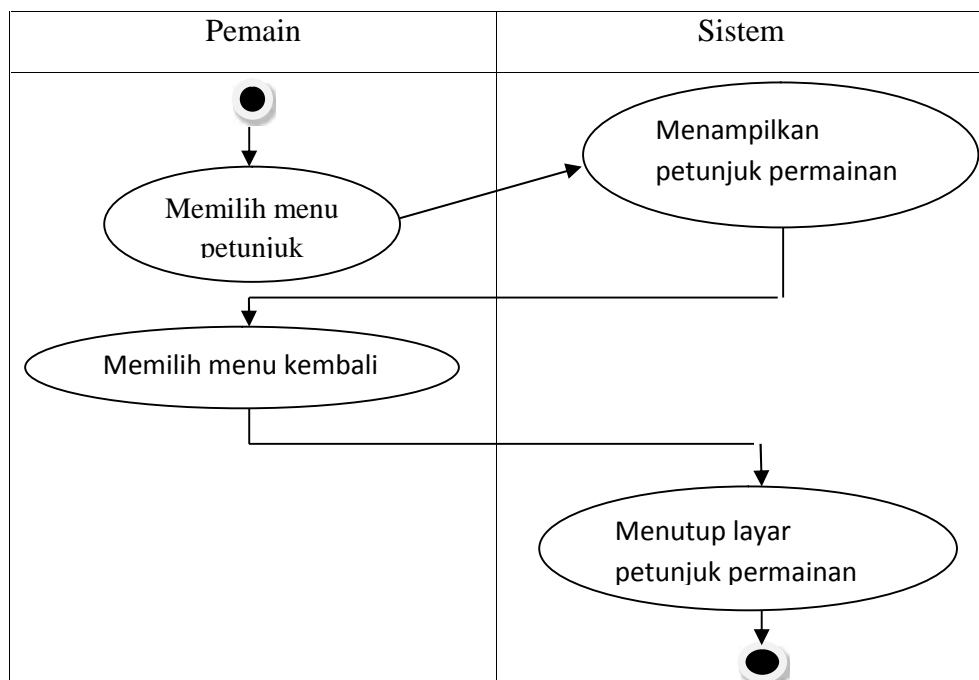 Pemain
Sistem
Menampilkan
petunjuk permainan
Memilih menu
petunjuk
Memilih menu kembali
Menutup layar
petunjuk permainan